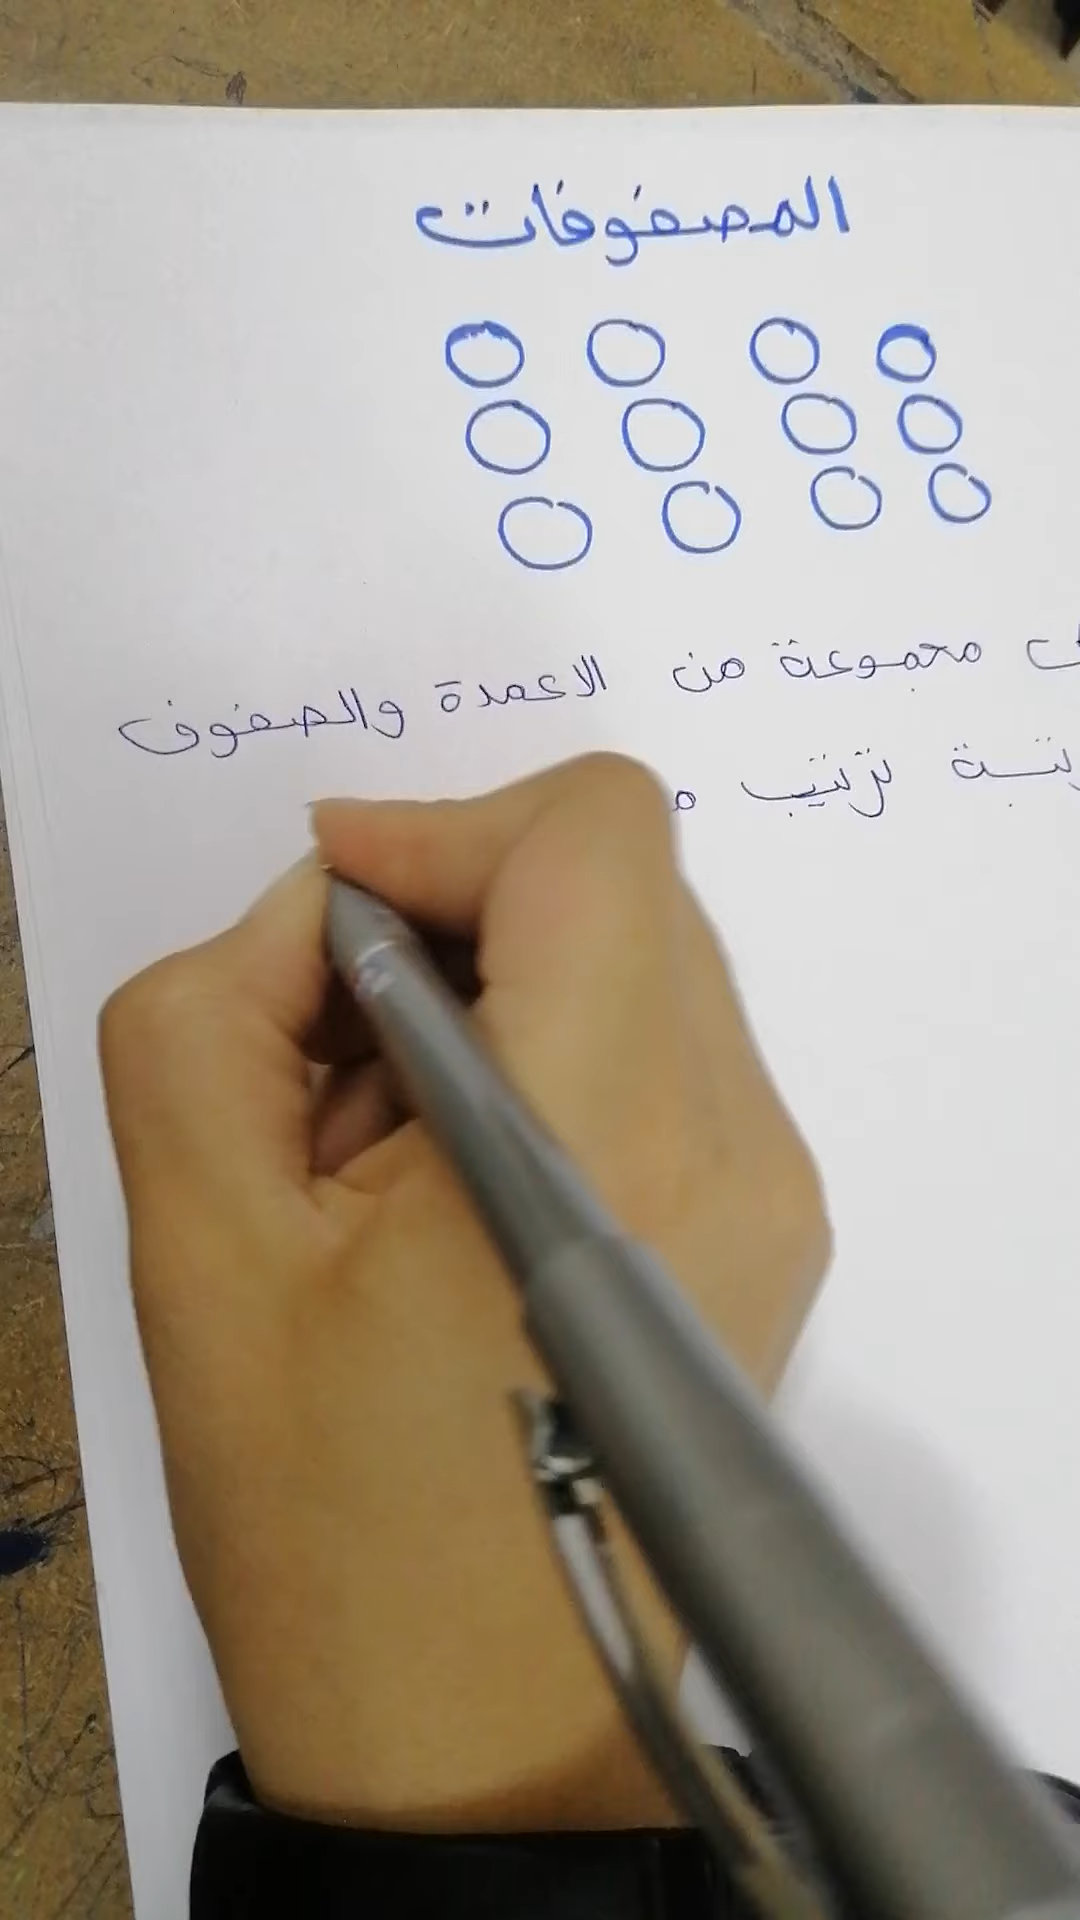 المصفوفات
مجموعة من الاعمدة والصفوف
ترتيب